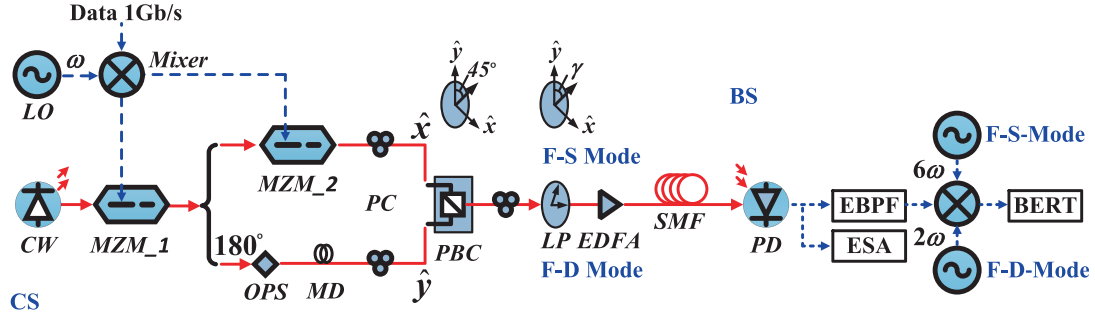 Data 1Gb/s
ω
Mixer
LO
CW
MZM_1
CS
MZM_2
180°
OPS
MD
PC
x̂
ŷ
PBC
ŷ
45°
x̂
ŷ
γ
x̂
F-S Mode
LP EDFA
F-D Mode
SMF
BS
PD
EBPF
ESA
F-S-Mode
6ω
2ω
BERT
F-D-Mode